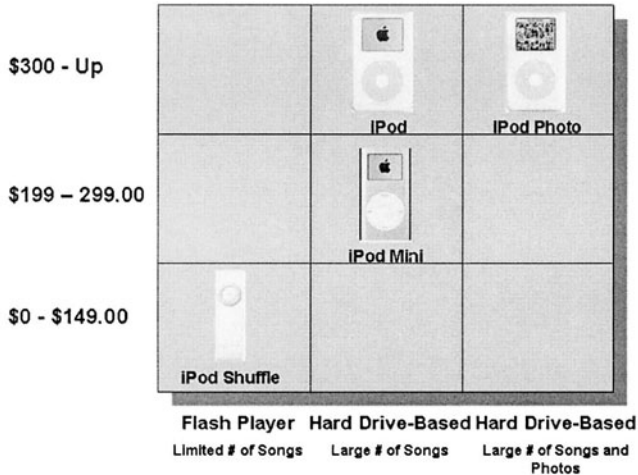 $300 - Up
iPod
iPod Photo
$199 – 299.00
iPod Mini
$0 - $149.00
iPod Shuffle
Flash Player
Hard Drive-Based
Hard Drive-Based
Limited # of Songs
Large # of Songs
Large # of Songs and
Photos